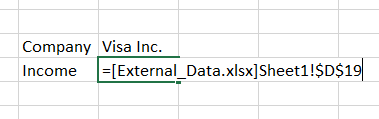 Company Visa Inc.
Income =[External_Data.xlsx]Sheet1!$D$19